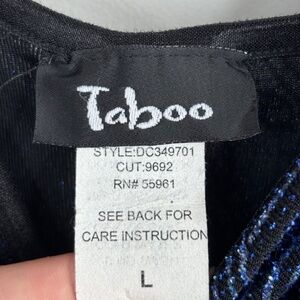 Taboo
STYLE:DC349701
CUT:9692
RN# 55961
SEE BACK FOR
CARE INSTRUCTION
L